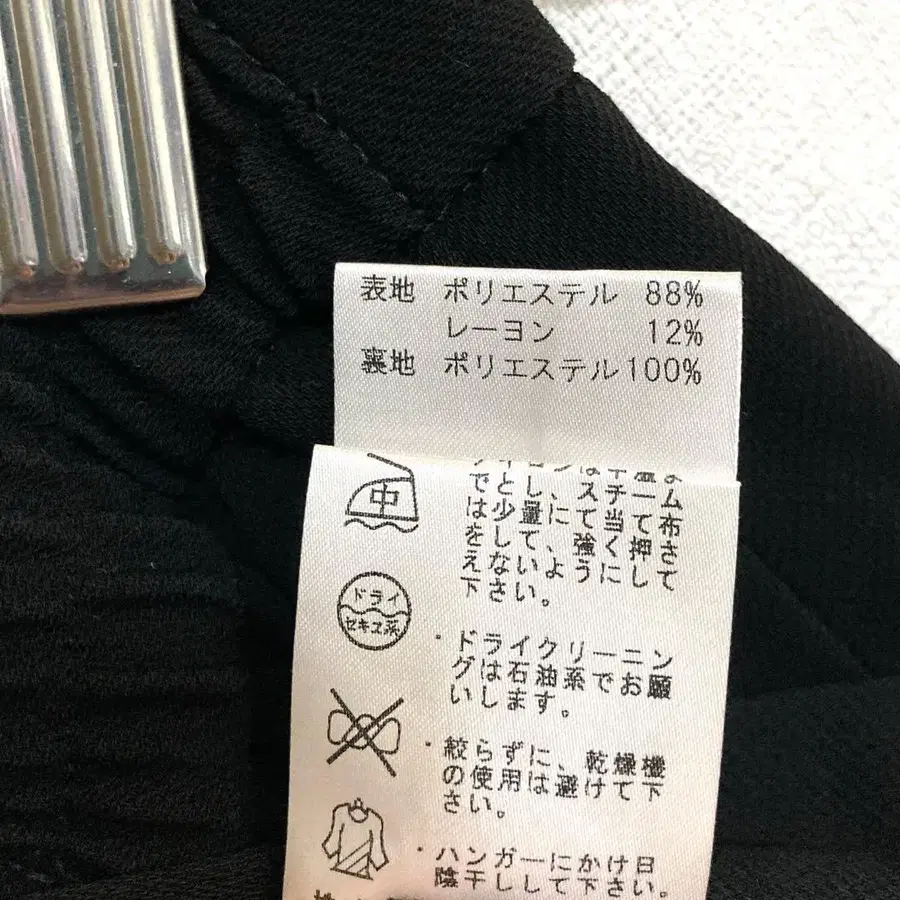 表地 ポリエステル 88%
レーヨン 12%
裏地 ポリエステル 100%
中
で と し、 ス チ 当 一 ム 布
は 少 量 に て 当 て 押 さ
をして、強くして
えないように
下さい。
ドライ
セキユ系
・ドライクリーニン
グは石油系でお願
いします。
・絞らずに、乾燥機
の使用は避けて下
さい。
・ハンガーにかけ日
陰干しして下さい。